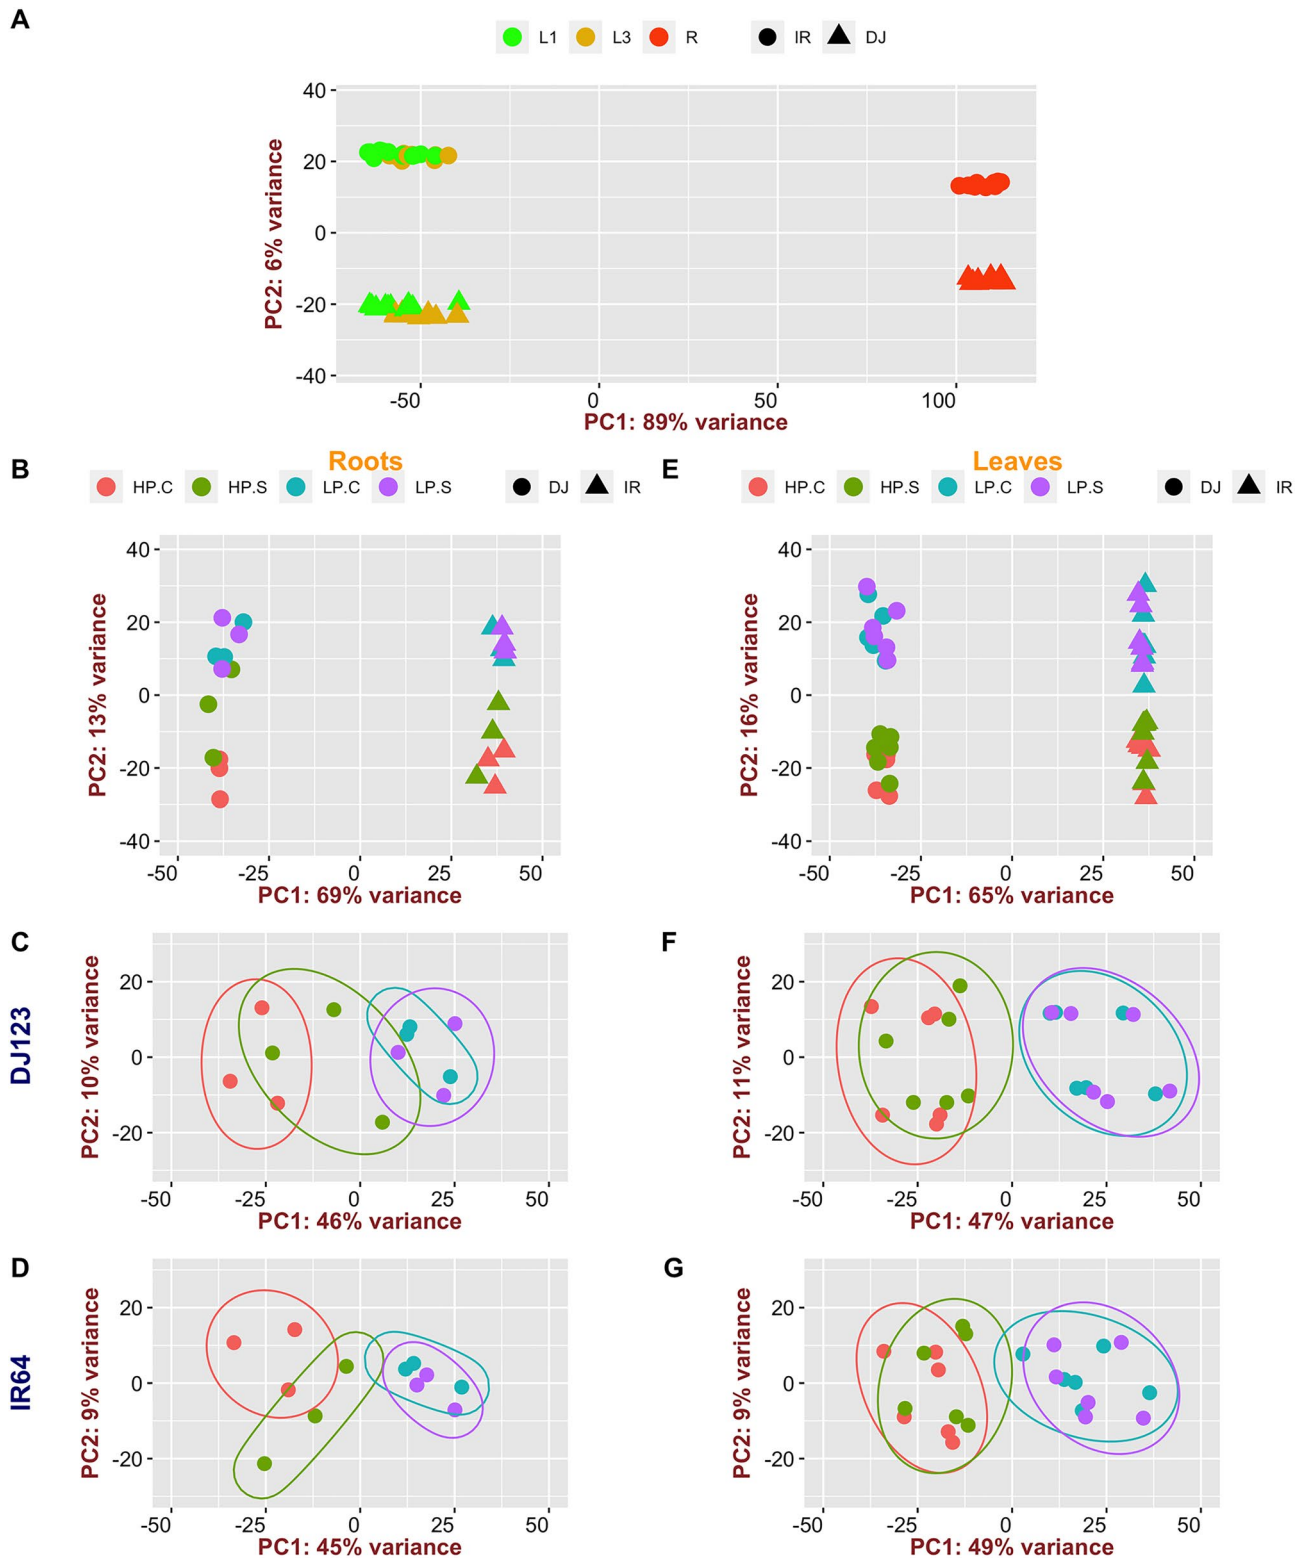 A
L1 L3 R IR DJ
40
20
0
-20
-40
PC2: 6% variance
-50 0 50 100
PC1: 89% variance
B
Roots
HP.C HP.S LP.C LP.S DJ IR
40
20
0
-20
-40
PC2: 13% variance
-50 -25 0 25 50
PC1: 69% variance
E
Leaves
HP.C HP.S LP.C LP.S DJ IR
40
20
0
-20
-40
PC2: 16% variance
-50 -25 0 25 50
PC1: 65% variance
C
DJ123
20
0
-20
PC2: 10% variance
-50 -25 0 25 50
PC1: 46% variance
F
20
0
-20
PC2: 11% variance
-50 -25 0 25 50
PC1: 47% variance
D
IR64
20
0
-20
PC2: 9% variance
-50 -25 0 25 50
PC1: 45% variance
G
20
0
-20
PC2: 9% variance
-50 -25 0 25 50
PC1: 49% variance